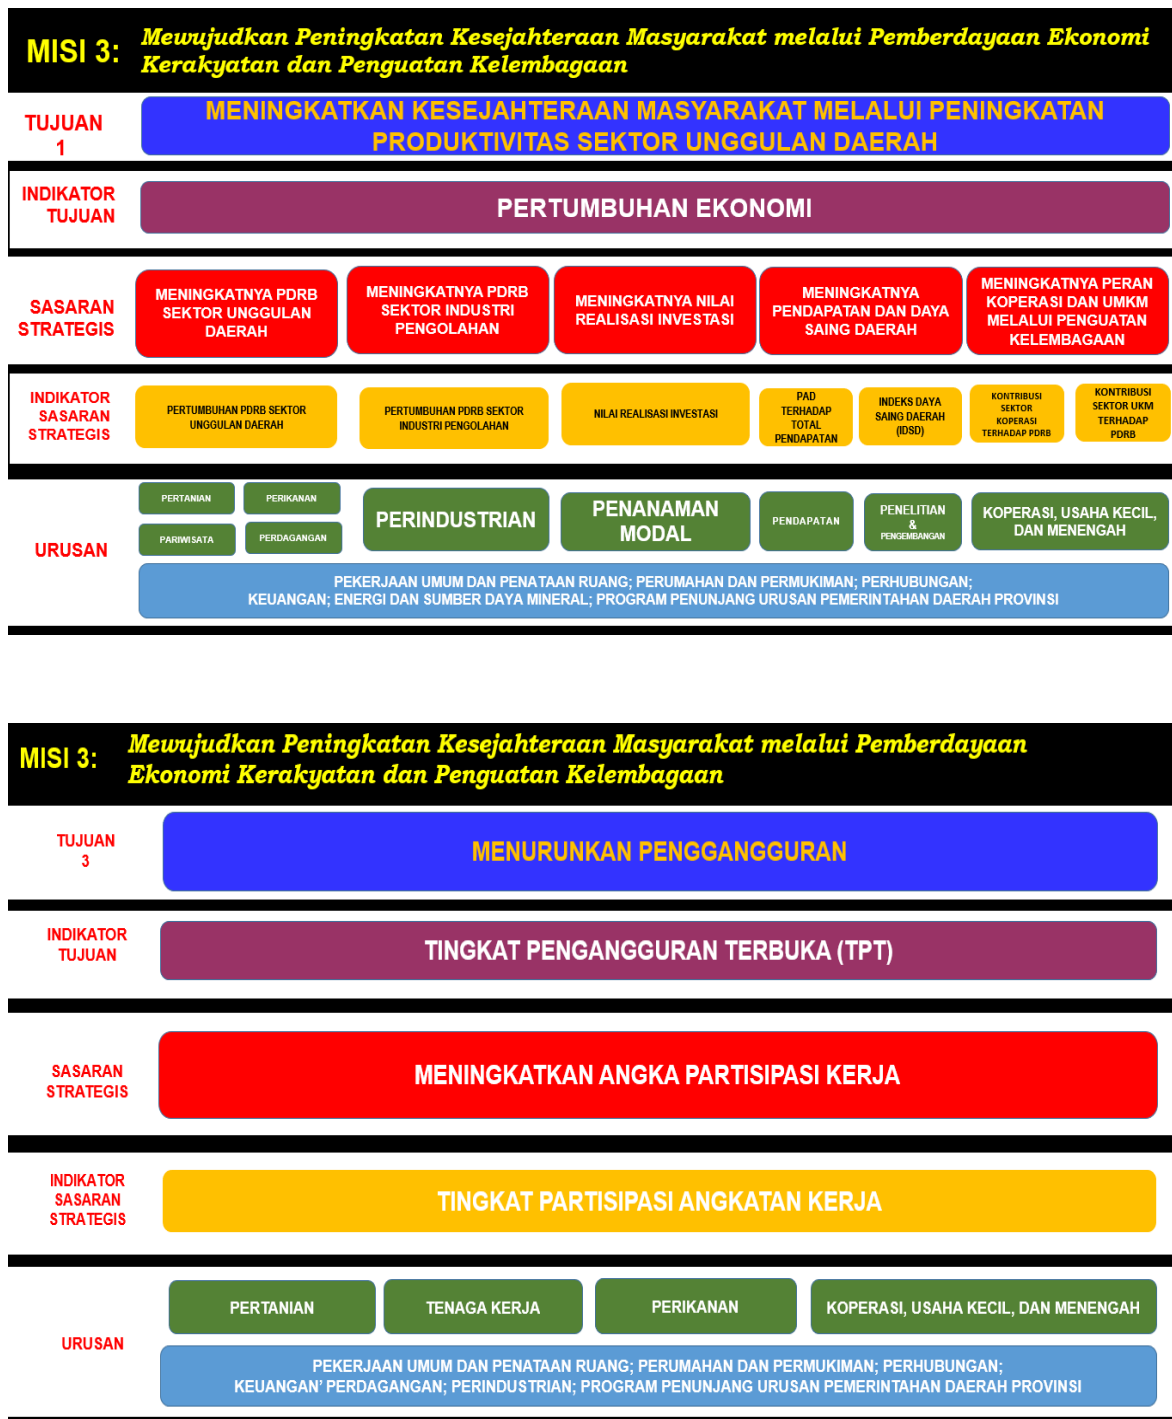 MISI 3:
Mewujudkan Peningkatan Kesejahteraan Masyarakat melalui Pemberdayaan Ekonomi
Kerakyatan dan Penguatan Kelembagaan
TUJUAN
1
MENINGKATKAN KESEJAHTERAAN MASYARAKAT MELALUI PENINGKATAN
PRODUKTIVITAS SEKTOR UNGGULAN DAERAH
INDIKATOR
TUJUAN
PERTUMBUHAN EKONOMI
SASARAN
STRATEGIS
MENINGKATNYA PDRB
SEKTOR UNGGULAN
DAERAH
MENINGKATNYA PDRB
SEKTOR INDUSTRI
PENGOLAHAN
MENINGKATNYA NILAI
REALISASI INVESTASI
MENINGKATNYA
PENDAPATAN DAN DAYA
SAING DAERAH
MENINGKATNYA PERAN
KOPERASI DAN UMKM
MELALUI PENGUATAN
KELEMBAGAAN
INDIKATOR
SASARAN
STRATEGIS
PERTUMBUHAN PDRB SEKTOR
UNGGULAN DAERAH
PERTUMBUHAN PDRB SEKTOR
INDUSTRI PENGOLAHAN
NILAI REALISASI INVESTASI
PAD
TERHADAP
TOTAL
PENDAPATAN
INDEKS DAYA
SAING DAERAH
(IDSD)
KONTRIBUSI
SEKTOR
KOPERASI
TERHADAP PDRB
KONTRIBUSI
SEKTOR UKM
TERHADAP
PDRB
URUSAN
PERTANIAN
PERIKANAN
PARIWISATA
PERDAGANGAN
PERINDUSTRIAN
PENANAMAN
MODAL
PENDAPATAN
PENELITIAN
&
PENGEMBANGAN
KOPERASI, USAHA KECIL,
DAN MENENGAH
PEKERJAAN UMUM DAN PENATAAN RUANG; PERUMAHAN DAN PERMUKIMAN; PERHUBUNGAN;
KEUANGAN; ENERGI DAN SUMBER DAYA MINERAL; PROGRAM PENUNJANG URUSAN PEMERINTAHAN DAERAH PROVINSI
MISI 3:
Mewujudkan Peningkatan Kesejahteraan Masyarakat melalui Pemberdayaan
Ekonomi Kerakyatan dan Penguatan Kelembagaan
TUJUAN
3
MENURUNKAN PENGGANGGURAN
INDIKATOR
TUJUAN
TINGKAT PENGANGGURAN TERBUKA (TPT)
SASARAN
STRATEGIS
MENINGKATKAN ANGKA PARTISIPASI KERJA
INDIKATOR
SASARAN
STRATEGIS
TINGKAT PARTISIPASI ANGKATAN KERJA
URUSAN
PERTANIAN
TENAGA KERJA
PERIKANAN
KOPERASI, USAHA KECIL, DAN MENENGAH
PEKERJAAN UMUM DAN PENATAAN RUANG; PERUMAHAN DAN PERMUKIMAN; PERHUBUNGAN;
KEUANGAN’ PERDAGANGAN; PERINDUSTRIAN; PROGRAM PENUNJANG URUSAN PEMERINTAHAN DAERAH PROVINSI